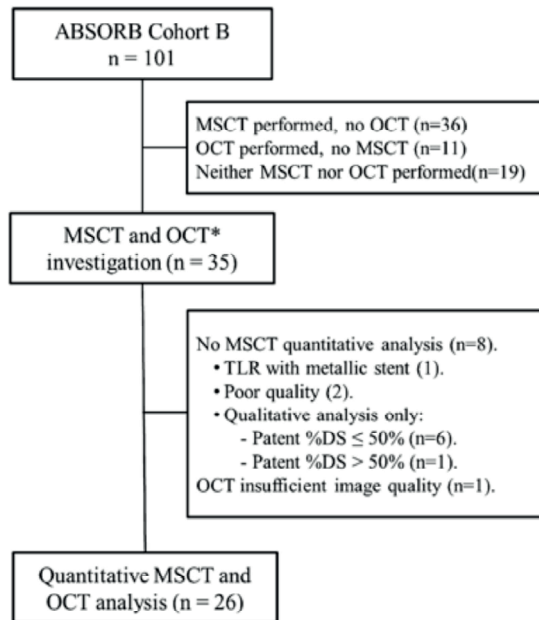 ABSORB Cohort B
n = 101
MSCT performed, no OCT (n=36)
OCT performed, no MSCT (n=11)
Neither MSCT nor OCT performed(n=19)
MSCT and OCT*
investigation (n = 35)
No MSCT quantitative analysis (n=8).
• TLR with metallic stent (1).
• Poor quality (2).
• Qualitative analysis only:
- Patent %DS ≤ 50% (n=6).
- Patent %DS > 50% (n=1).
OCT insufficient image quality (n=1).
Quantitative MSCT and
OCT analysis (n = 26)